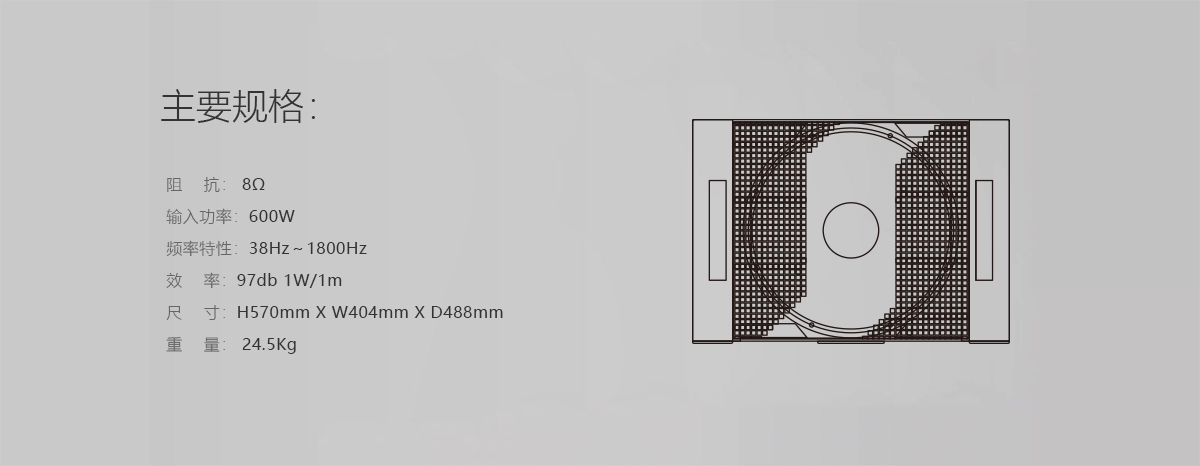 主要规格：
阻 抗： 8Ω
输入功率： 600W
频率特性： 38Hz～1800Hz
效 率： 97db 1W/1m
尺 寸： H570mm X W404mm X D488mm
重 量： 24.5Kg